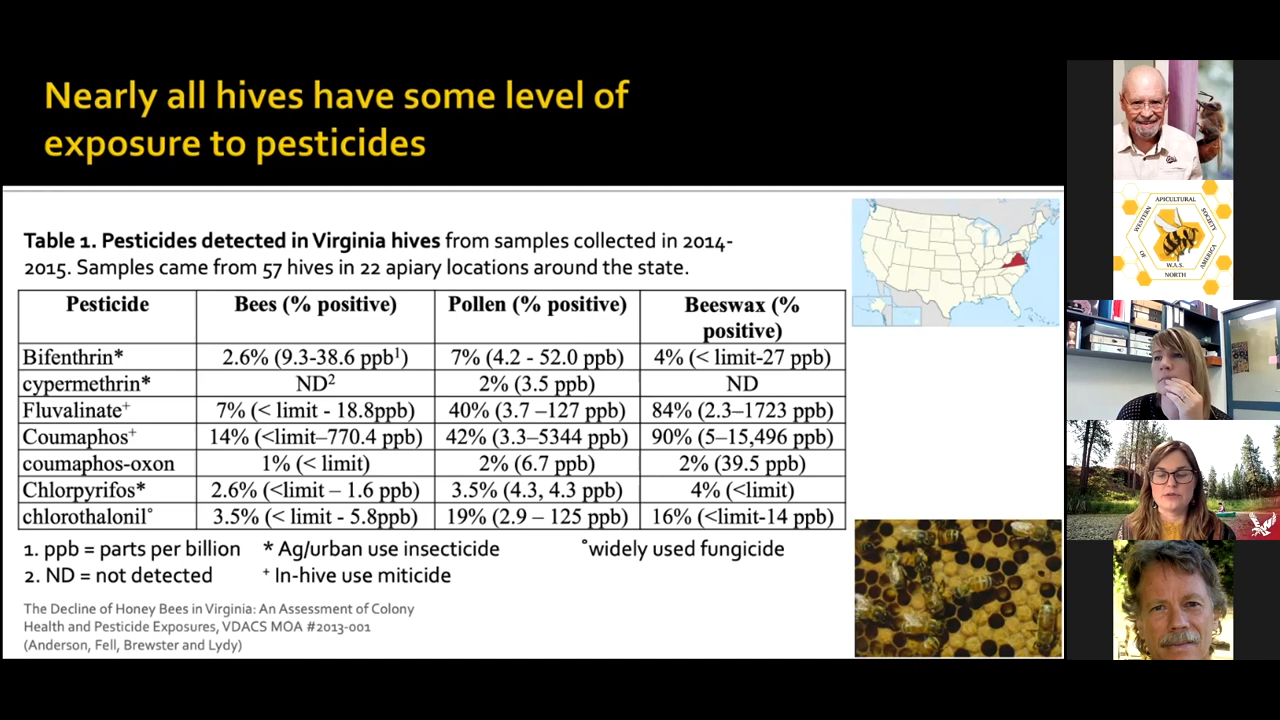 Nearly all hives have some level of
exposure to pesticides
Table 1. Pesticides detected in Virginia hives from samples collected in 2014-
2015. Samples came from 57 hives in 22 apiary locations around the state.
Pesticide Bees (% positive) Pollen (% positive) Beeswax (%
positive)
Bifenthrin* 2.6% (9.3-38.6 ppb¹) 7% (4.2 - 52.0 ppb) 4% (< limit-27 ppb)
cypermethrin* ND² 2% (3.5 ppb) ND
Fluvalinate⁺ 7% (< limit - 18.8ppb) 40% (3.7 –127 ppb) 84% (2.3–1723 ppb)
Coumaphos⁺ 14% (<limit–770.4 ppb) 42% (3.3–5344 ppb) 90% (5–15,496 ppb)
coumaphos-oxon 1% (< limit) 2% (6.7 ppb) 2% (39.5 ppb)
Chlorpyrifos* 2.6% (<limit – 1.6 ppb) 3.5% (4.3, 4.3 ppb) 4% (<limit)
chlorothalonil° 3.5% (< limit - 5.8ppb) 19% (2.9 – 125 ppb) 16% (<limit-14 ppb)
1. ppb = parts per billion * Ag/urban use insecticide °widely used fungicide
2. ND = not detected ⁺ In-hive use miticide
The Decline of Honey Bees in Virginia: An Assessment of Colony
Health and Pesticide Exposures, VDACS MOA #2013-001
(Anderson, Fell, Brewster and Lydy)
WESTERN APICULTURAL SOCIETY
OF NORTH AMERICA
W.A.S.